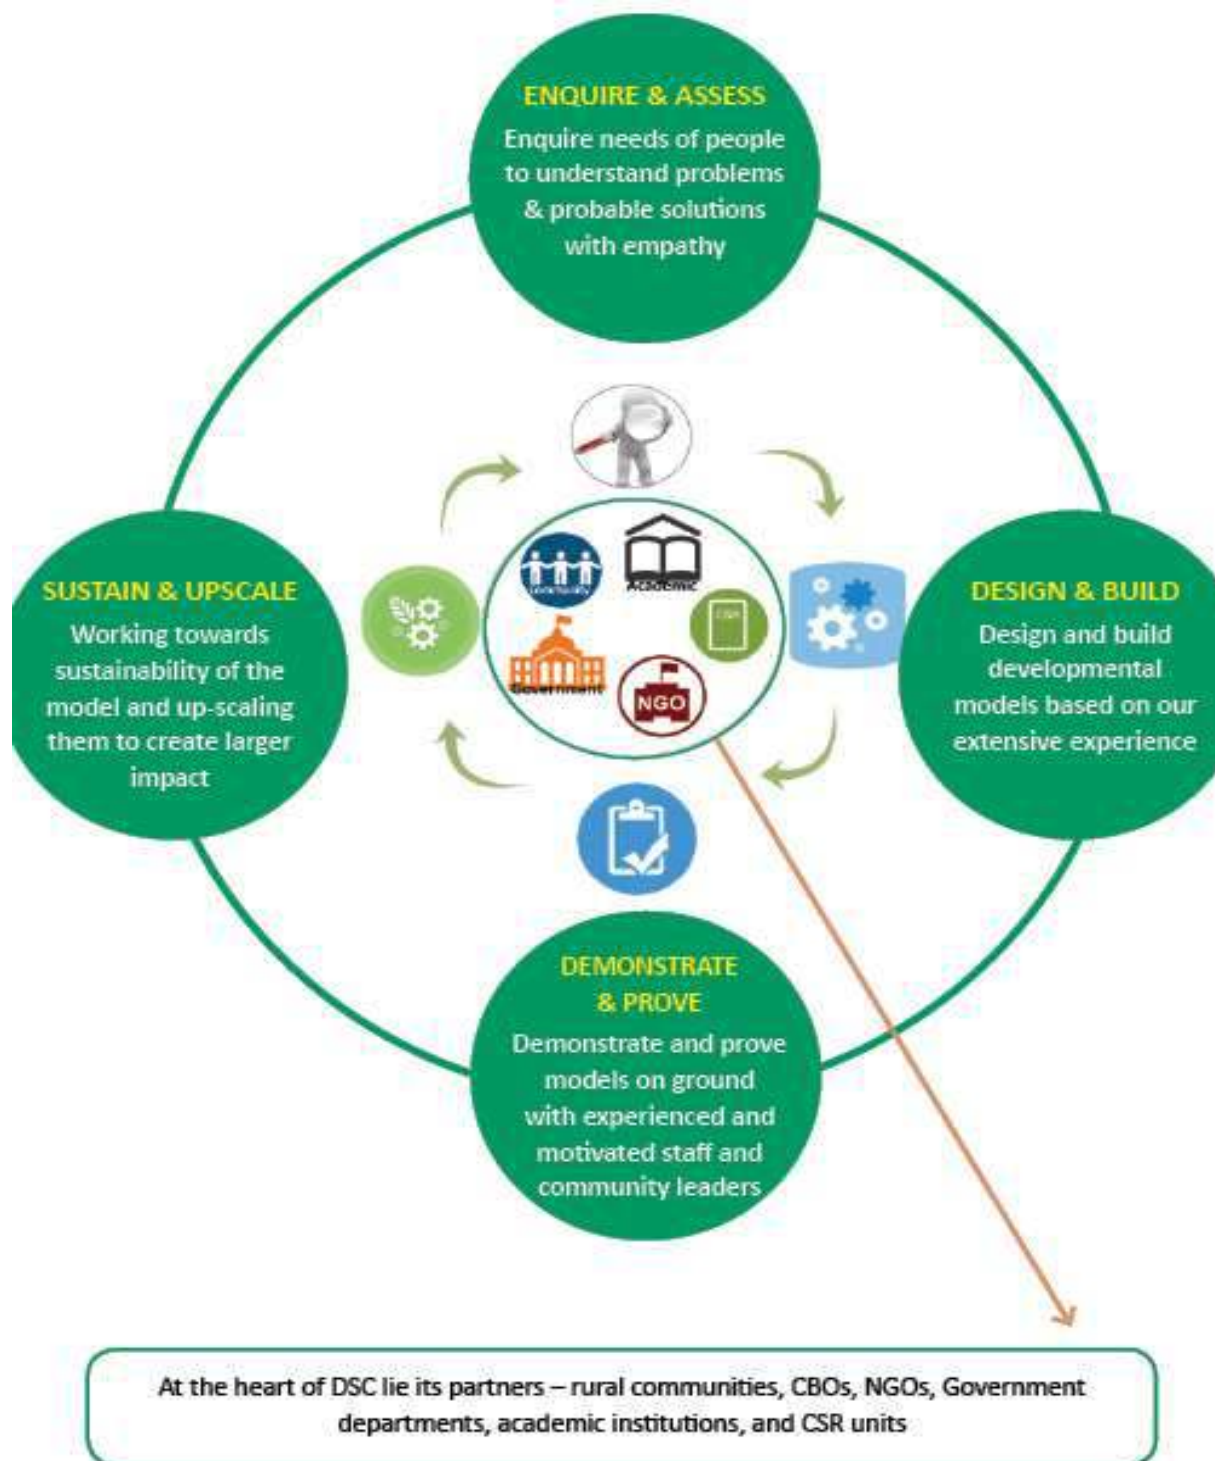 ENQUIRE & ASSESS
Enquire needs of people
to understand problems
& probable solutions
with empathy
SUSTAIN & UPSCALE
Working towards
sustainability of the
model and up-scaling
them to create larger
impact
Community
Academic
CSR
Government
NGO
DESIGN & BUILD
Design and build
developmental
models based on our
extensive experience
DEMONSTRATE
& PROVE
Demonstrate and prove
models on ground
with experienced and
motivated staff and
community leaders
At the heart of DSC lie its partners – rural communities, CBOs, NGOs, Government
departments, academic institutions, and CSR units